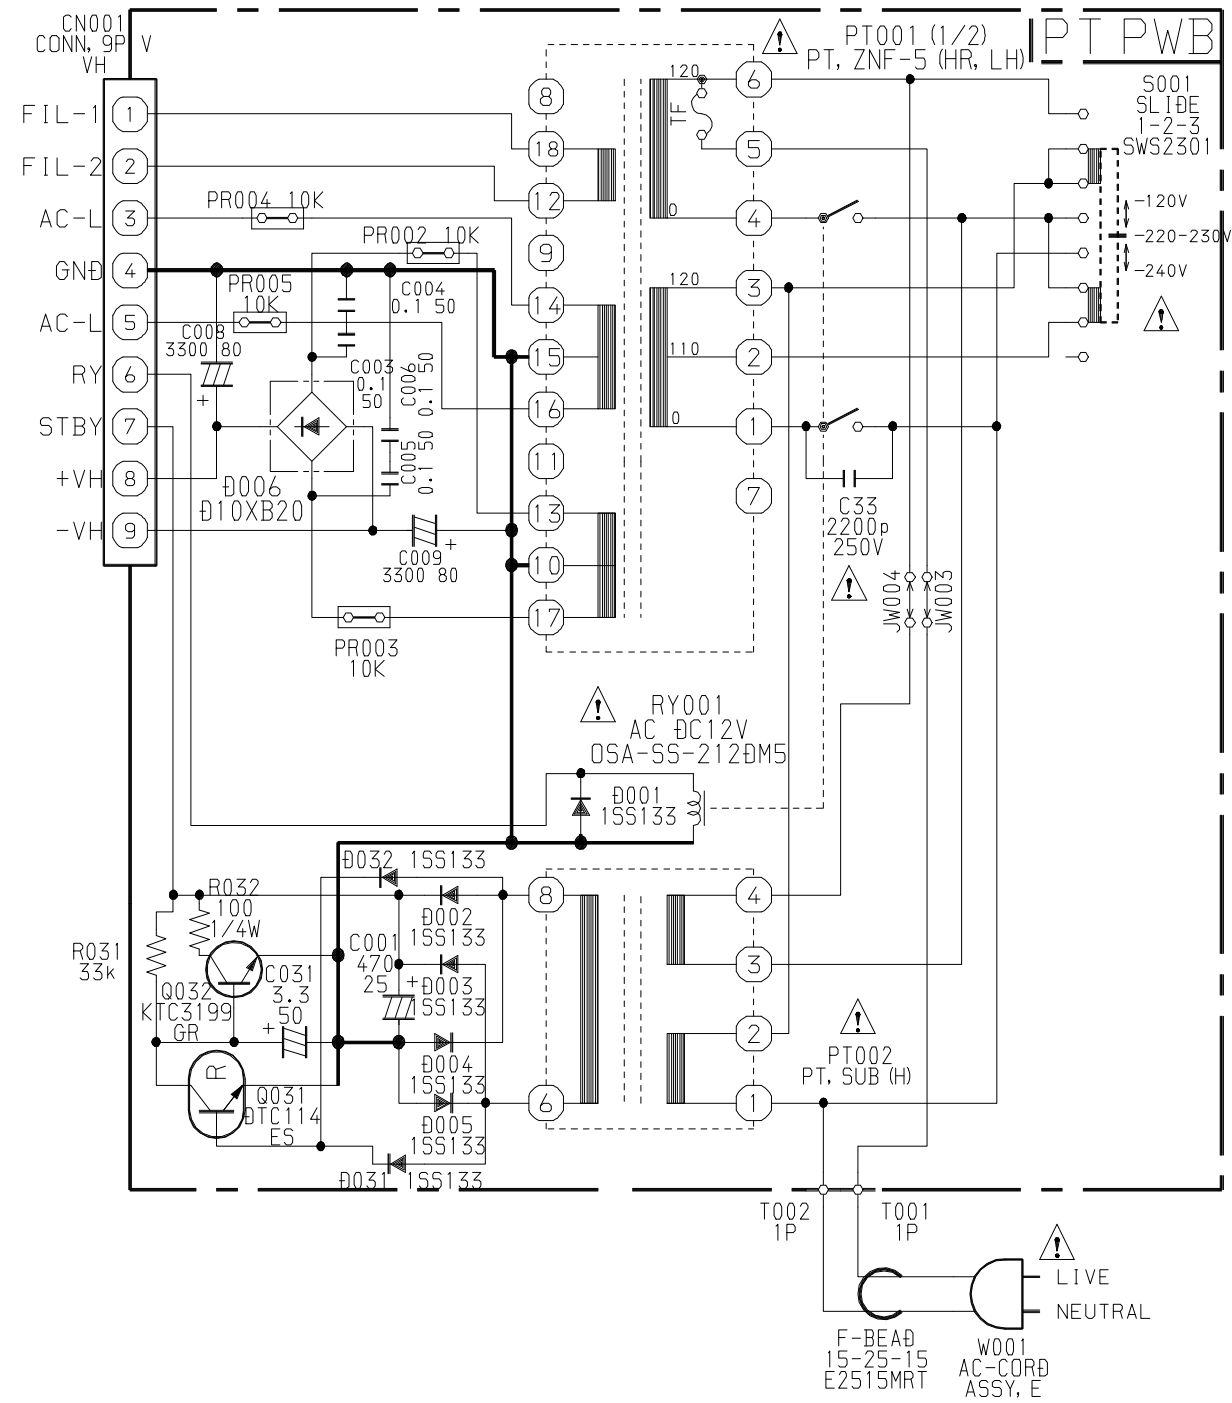 CN001
CONN, 9P V
VH
PT001 (1/2)
PT, ZNF-5 (HR, LH)
PT PWB
S001
SLIDE
1-2-3
SWS2301
-120V
-220-230V
-240V
FIL-1 1
FIL-2 2
AC-L 3
GND 4
AC-L 5
RY 6
STBY 7
+VH 8
-VH 9
PR004 10K
PR002 10K
PR005
10K
C004
0.1 50
C008
3300 80
+
C003
0.1
50
C006
0.1 50
C005
0.1 50
D006
D10XB20
C009
3300 80
+
PR003
10K
8
18
12
9
14
15
16
11
13
10
17
120
TF
0
120
110
0
6
5
4
3
2
1
7
C33
2200p
250V
JW004
JW003
RY001
AC DC12V
OSA-SS-212DM5
D001
1SS133
D032 1SS133
R032
100
1/4W
D002
1SS133
R031
33k
C001
470
25
+
D003
1SS133
Q032
KTC3199
GR
C031
3.3
50
+
D004
1SS133
R
Q031
DTC114
ES
D005
1SS133
D031 1SS133
8
6
4
3
2
1
PT002
PT, SUB (H)
T002
1P
T001
1P
LIVE
NEUTRAL
F-BEAD
15-25-15
E2515MRT
W001
AC-CORD
ASSY, E